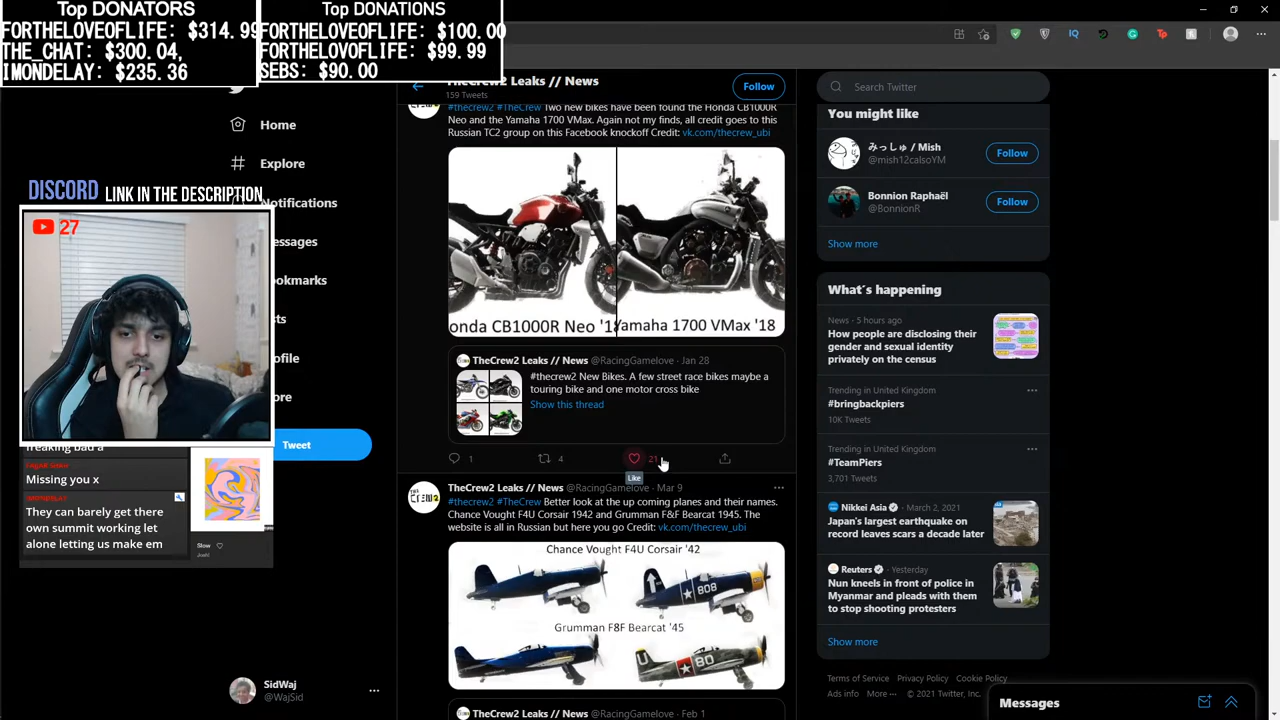 Top DONATORS
FORTHELOVEOFLIFE: $314.99
THE_CHAT: $300.04,
IMONDELAY: $235.36
Top DONATIONS
FORTHELOVEOFLIFE: $100.00
FORTHELOVOFLIFE: $99.99
SEBS: $90.00
DISCORD LINK IN THE DESCRIPTION
27
Missing you x
They can barely get there
own summit working let
alone letting us make em
Slow
Home
Explore
Notifications
essages
okmarks
sts
ofile
ore
Tweet
SidWaj
@WajSid
TheCrew2 Leaks // News
159 Tweets
Follow
#thecrew2 #TheCrew Two new bikes have been found the Honda CB1000R
Neo and the Yamaha 1700 VMax. Again not my finds, all credit goes to this
Russian TC2 group on this Facebook knockoff Credit: vk.com/thecrew_ubi
onda CB1000R Neo '1
Yamaha 1700 VMax '18
TheCrew2 Leaks // News @RacingGamelove · Jan 28
#thecrew2 New Bikes. A few street race bikes maybe a
touring bike and one motor cross bike
Show this thread
1
4
21
Like
TheCrew2 Leaks // News @RacingGamelove · Mar 9
#thecrew2 #TheCrew Better look at the up coming planes and their names.
Chance Vought F4U Corsair 1942 and Grumman F&F Bearcat 1945. The
website is all in Russian but here you go Credit: vk.com/thecrew_ubi
Chance Vought F4U Corsair '42
808
Grumman F8F Bearcat '45
U 80
TheCrew2 Leaks // News @RacingGamelove · Feb 1
Search Twitter
You might like
みっしゅ / Mish
@mish12calsoYM
Follow
Bonnion Raphaël
@BonnionR
Follow
Show more
What's happening
News · 5 hours ago
How people are disclosing their
gender and sexual identity
privately on the census
Trending in United Kingdom
#bringbackpiers
10K Tweets
Trending in United Kingdom
#TeamPiers
3,701 Tweets
Nikkei Asia · March 2, 2021
Japan's largest earthquake on
record leaves scars a decade later
Reuters · Yesterday
Nun kneels in front of police in
Myanmar and pleads with them
to stop shooting protesters
Show more
Terms of Service Privacy Policy Cookie Policy
Ads info More © 2021 Twitter, Inc.
Messages